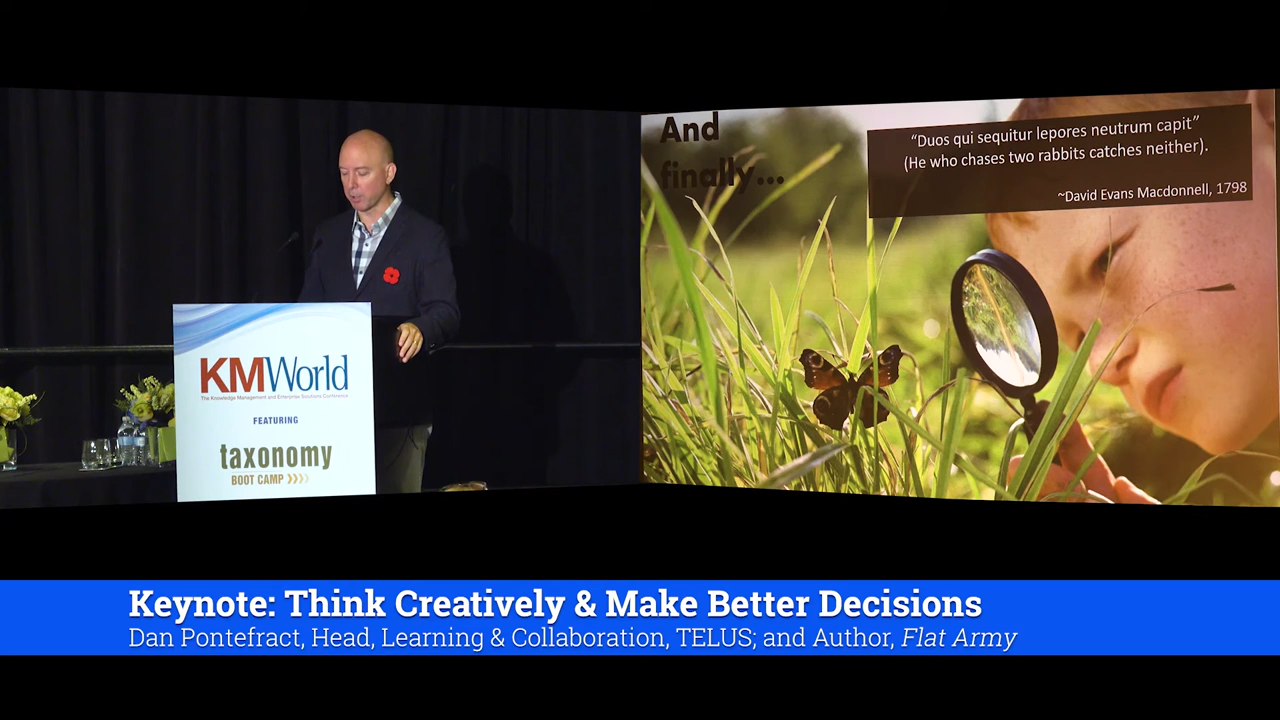 And
finally...
“Duos qui sequitur lepores neutrum capit”
(He who chases two rabbits catches neither).
~David Evans Macdonnell, 1798
KMWorld
The Knowledge Management and Enterprise Solutions Conference
FEATURING
taxonomy
BOOT CAMP
Keynote: Think Creatively & Make Better Decisions
Dan Pontefract, Head, Learning & Collaboration, TELUS; and Author, Flat Army